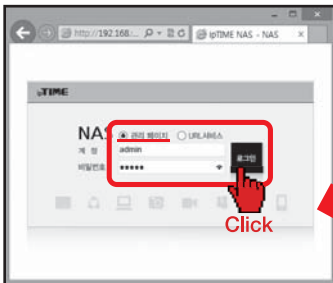 http://192.168.... ipTIME NAS - NAS
ipTIME
NAS 관리 페이지 URL서비스
계 정 admin
비밀번호 ••••• 로그인
Click